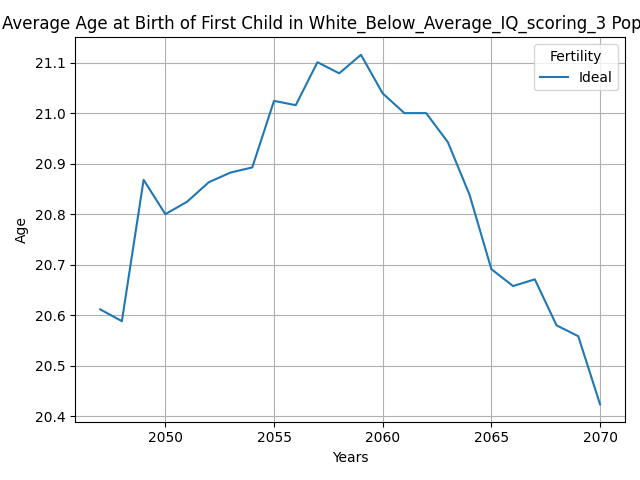 Average Age at Birth of First Child in White_Below_Average_IQ_scoring_3 Pop
Fertility
Ideal
21.1
21.0
20.9
20.8
20.7
20.6
20.5
20.4
Age
2050 2055 2060 2065 2070
Years